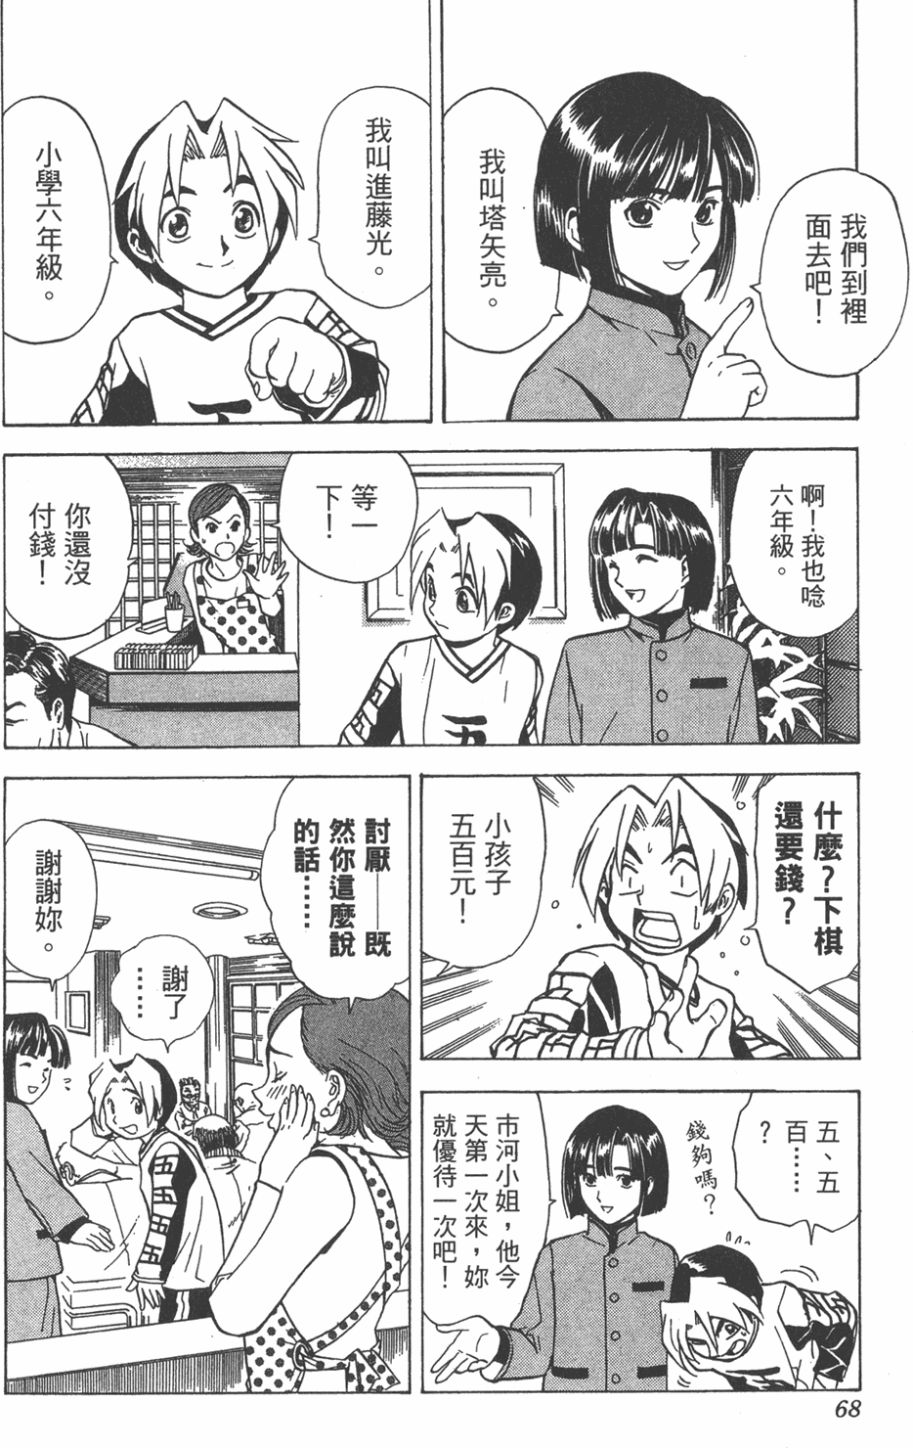 我們到裡
面去吧！
我叫塔矢亮。
我叫進藤光。
小學六年級。
啊！我也唸
六年級。
等一
下！
你還沒
付錢！
什麼？下棋
還要錢？
小孩子
五百元！
五、五
百……
？
錢夠嗎？
市河小姐，他今
天第一次來，妳
就優待一次吧！
討厭——既
然你這麼說
的話……
謝了
……
謝謝妳。
五
五
五
五
68